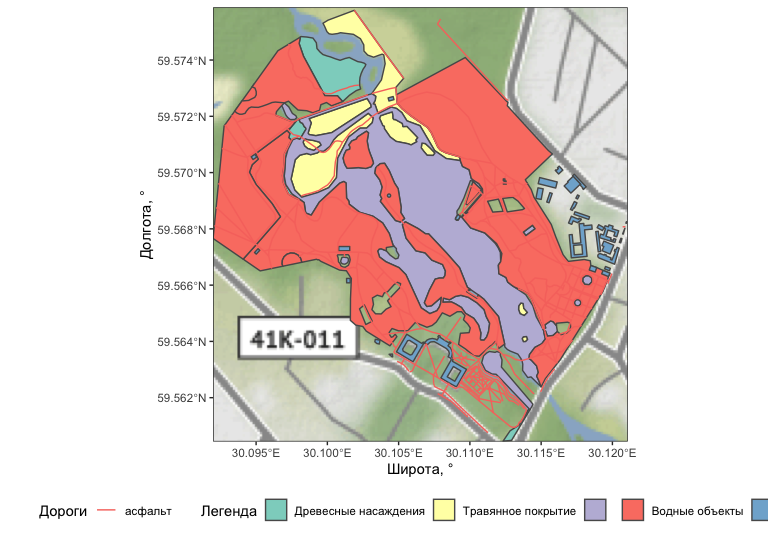 59.574°N
59.572°N
59.570°N
59.568°N
59.566°N
59.564°N
59.562°N
Долгота, °
41К-011
30.095°E 30.100°E 30.105°E 30.110°E 30.115°E 30.120°E
Широта, °
Дороги асфальт Легенда Древесные насаждения Травянное покрытие Водные объекты